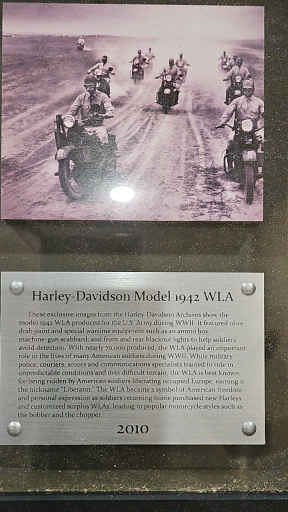 Harley-Davidson Model 1942 WLA
These exclusive images from the Harley-Davidson Archives show the
model 1942 WLA produced for the U.S. Army during WWII. It featured olive
drab paint and special wartime equipment such as an ammo box,
machine-gun scabbard, and front and rear blackout lights to help soldiers
avoid detection. With nearly 70,000 produced, the WLA played an important
role in the lives of many American soldiers during WWII. While military
police, couriers, scouts and communications specialists trained to ride in
unpredictable conditions and over difficult terrain, the WLA is best known
for being ridden by American soldiers liberating occupied Europe, earning it
the nickname "Liberator." The WLA became a symbol of American freedom
and personal expression as soldiers returning home purchased new Harleys
and customized surplus WLAs, leading to popular motorcycle styles such as
the bobber and the chopper.
2010